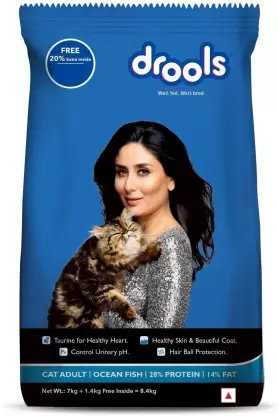 FREE
20% Extra Inside
drools
Well fed. Well bred.
Taurine for Healthy Heart.
Healthy Skin & Beautiful Coat.
Control Urinary pH.
Hair Ball Protection.
CAT ADULT | OCEAN FISH | 28% PROTEIN | 14% FAT
Net Wt.: 7kg + 1.4kg Free Inside = 8.4kg